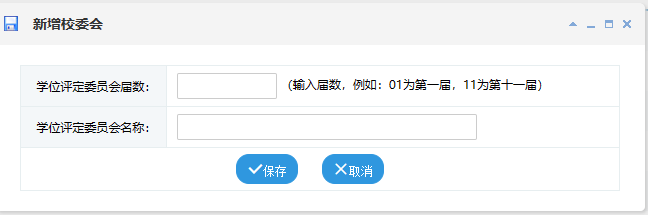 新增校委会
学位评定委员会届数： （输入届数，例如：01为第一届，11为第十一届）
学位评定委员会名称：
保存 取消